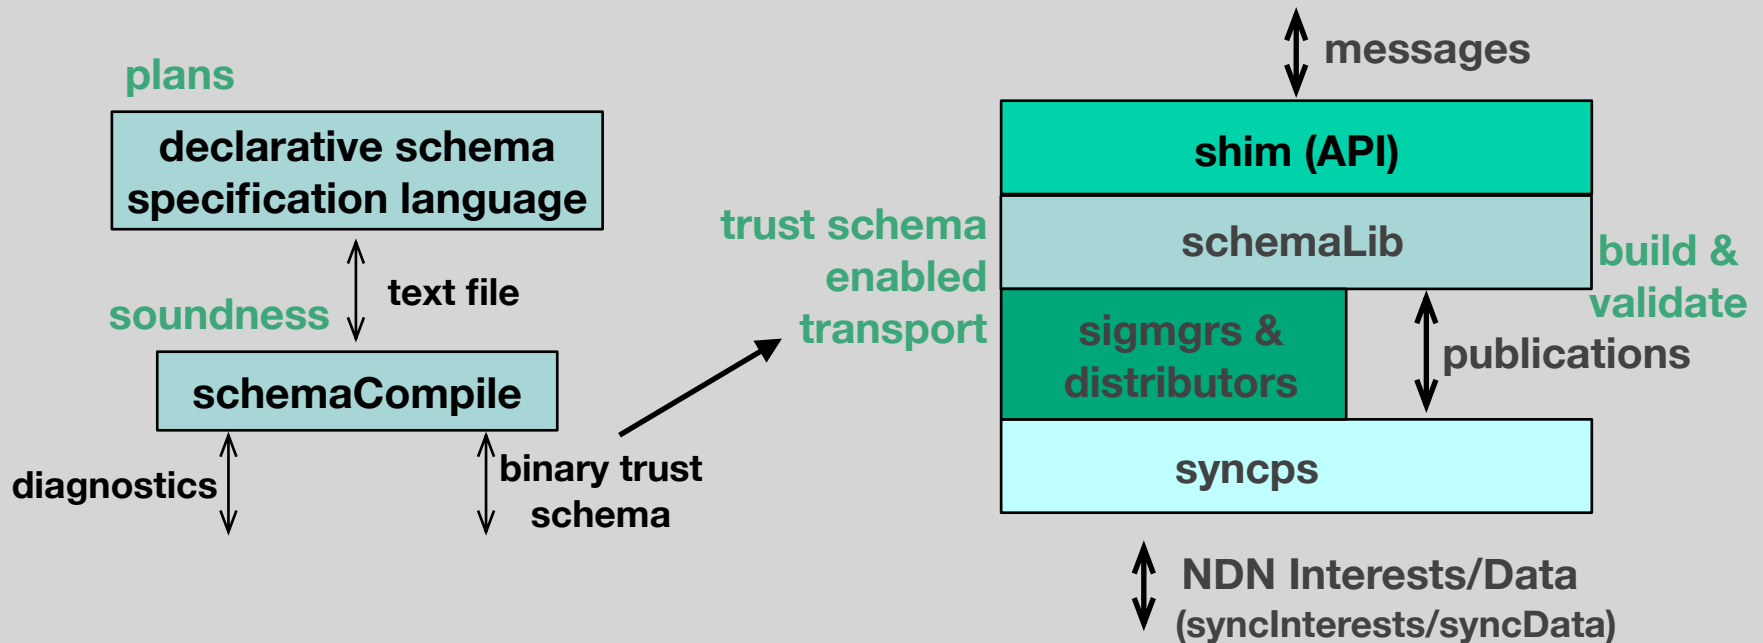 plans
declarative schema
specification language
text file
soundness
schemaCompile
diagnostics
binary trust
schema
messages
shim (API)
trust schema
enabled
transport
schemaLib
build &
validate
sigmgrs &
distributors
publications
syncps
NDN Interests/Data
(syncInterests/syncData)